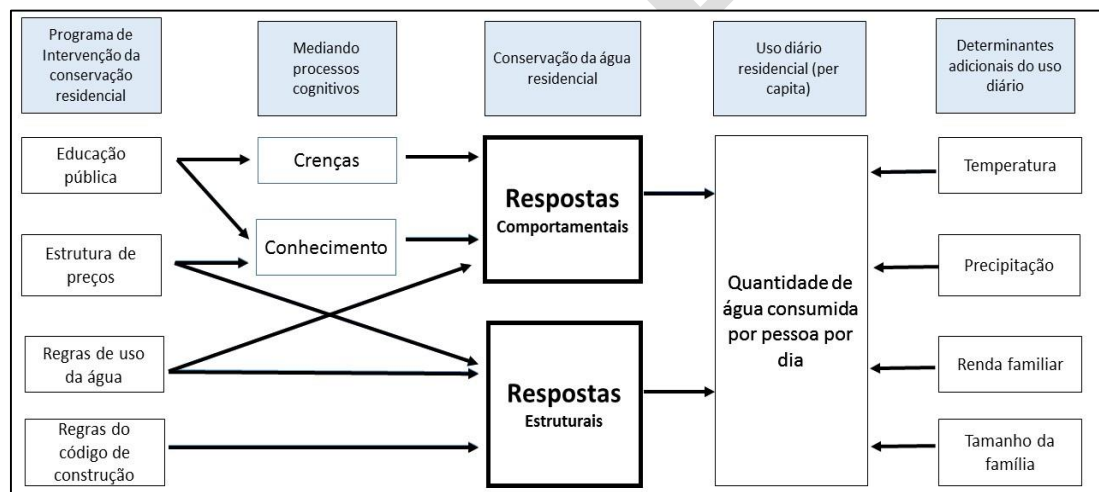 Programa de
Intervenção da
conservação
residencial
Mediando
processos
cognitivos
Conservação da água
residencial
Uso diário
residencial (per
capita)
Determinantes
adicionais do uso
diário
Educação
pública
Crenças
Respostas
Comportamentais
Temperatura
Estrutura de
preços
Conhecimento
Quantidade de
água consumida
por pessoa por
dia
Precipitação
Regras de uso
da água
Respostas
Estruturais
Renda familiar
Regras do
código de
construção
Tamanho da
família